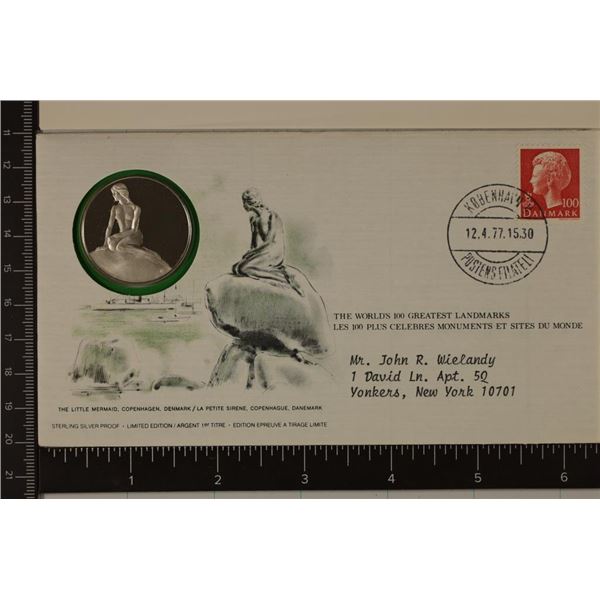 KØBENHAVN
12.4.77.15.30
POSTENS FILATELI
100
DANMARK
THE WORLD'S 100 GREATEST LANDMARKS
LES 100 PLUS CELEBRES MONUMENTS ET SITES DU MONDE
Mr. John R. Wielandy
1 David Ln. Apt. 5Q
Yonkers, New York 10701
THE LITTLE MERMAID, COPENHAGEN, DENMARK/LA PETITE SIRENE, COPENHAGUE, DANEMARK
STERLING SILVER PROOF • LIMITED EDITION/ARGENT 1er TITRE • EDITION EPREUVE A TIRAGE LIMITE
11
12
13
14
15
16
17
18
19
20
21
1 2 3 4 5 6